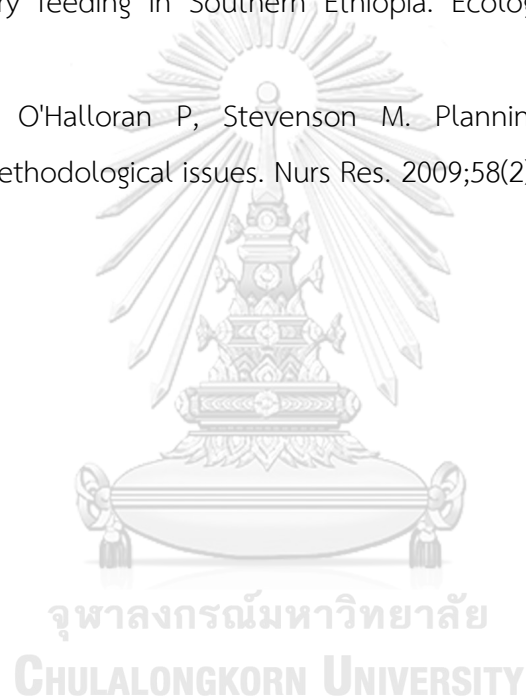 ry feeding in Southern Ethiopia. Ecolog
O'Halloran P, Stevenson M. Plannin
ethodological issues. Nurs Res. 2009;58(2)
จุฬาลงกรณ์มหาวิทยาลัย
CHULALONGKORN UNIVERSITY